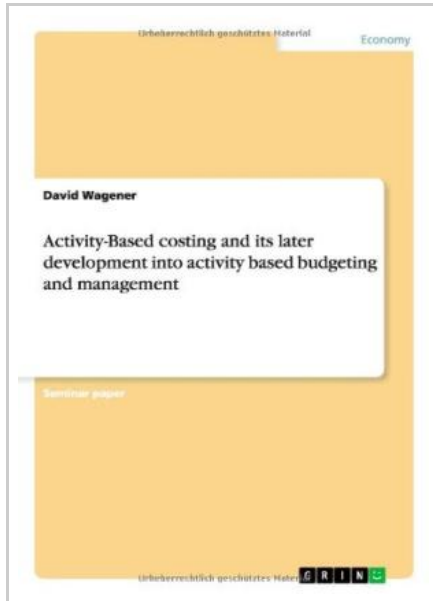 Urheberrechtlich geschütztes Material
Economy
David Wagener
Activity-Based costing and its later
development into activity based budgeting
and management
Seminar paper
Urheberrechtlich geschütztes Mater
GRIN